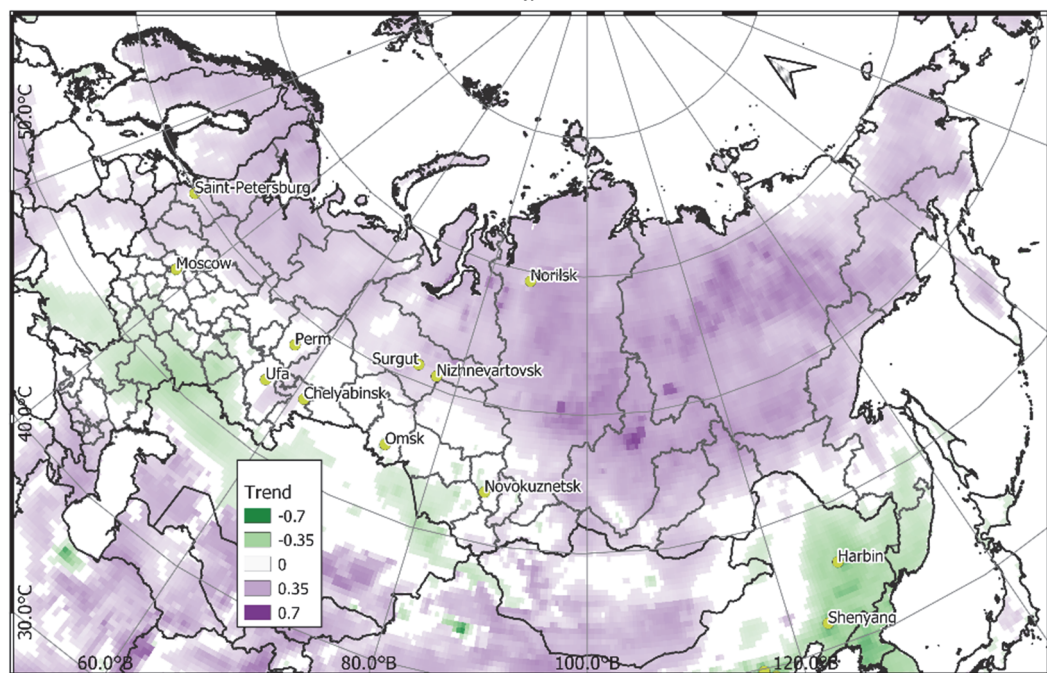 50.0°C
Saint-Petersburg
Moscow
Norilsk
Perm
Surgut
Nizhnevartovsk
Ufa
Chelyabinsk
40.0°C
Omsk
Novokuznetsk
Trend
-0.7
-0.35
0
0.35
0.7
Harbin
Shenyang
30.0°C
60.0°B
80.0°B
100.0°B
120.0°B